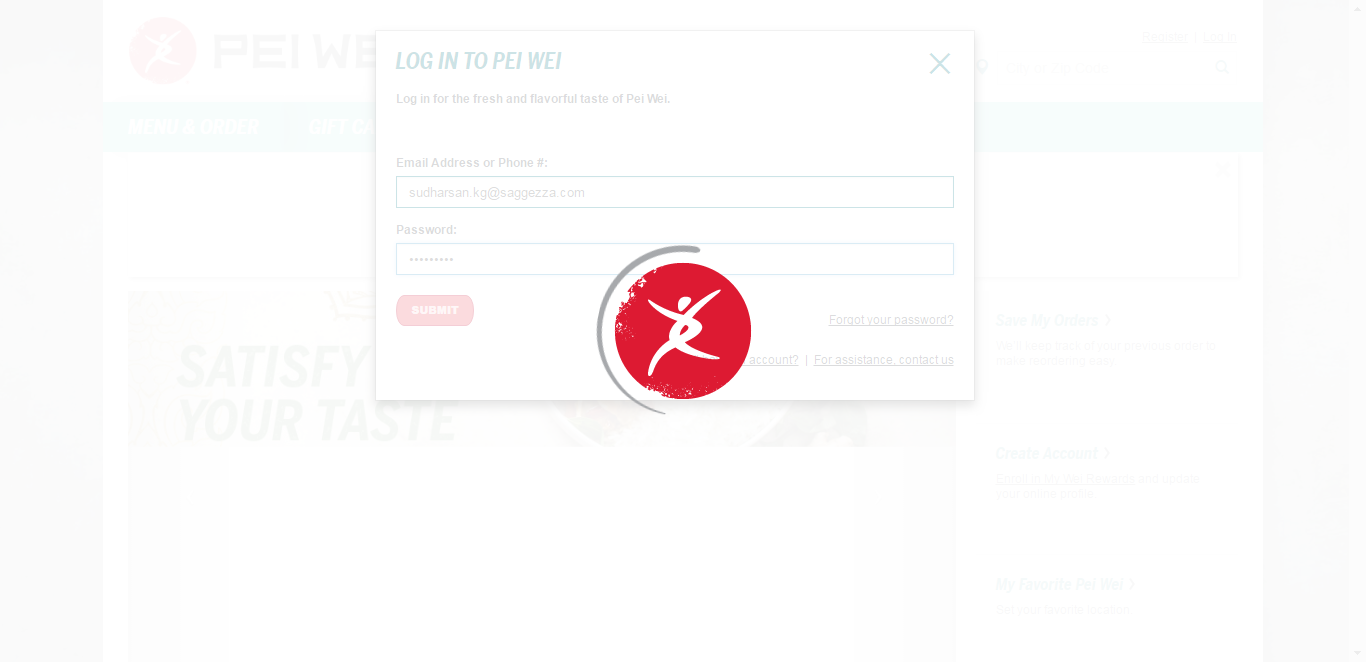 PEI WE
Register | Log In
MENU & ORDER
GIFT CA
LOG IN TO PEI WEI
Log in for the fresh and flavorful taste of Pei Wei.
Email Address or Phone #:
sudharsan.kg@saggezza.com
Password:
•••••••••
SUBMIT
Forgot your password?
account? | For assistance, contact us
SATISFY
YOUR TASTE
Save My Orders >
We'll keep track of your previous order to
make reordering easy.
Create Account >
Enroll in My Wei Rewards and update
your online profile.
My Favorite Pei Wei >
Set your favorite location